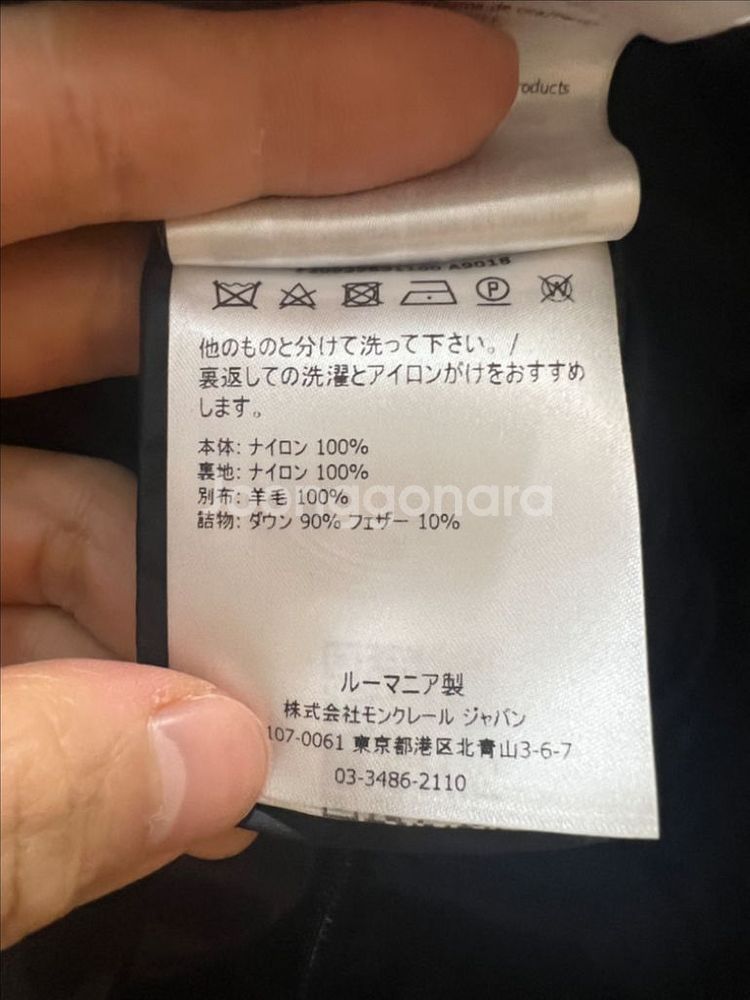 oducts
他のものと分けて洗って下さい。/
裏返しての洗濯とアイロンがけをおすすめ
します。
本体: ナイロン 100%
裏地: ナイロン 100%
別布: 羊毛 100%
詰物: ダウン 90% フェザー 10%
joonggonara
ルーマニア製
株式会社モンクレール ジャパン
107-0061 東京都港区北青山3-6-7
03-3486-2110